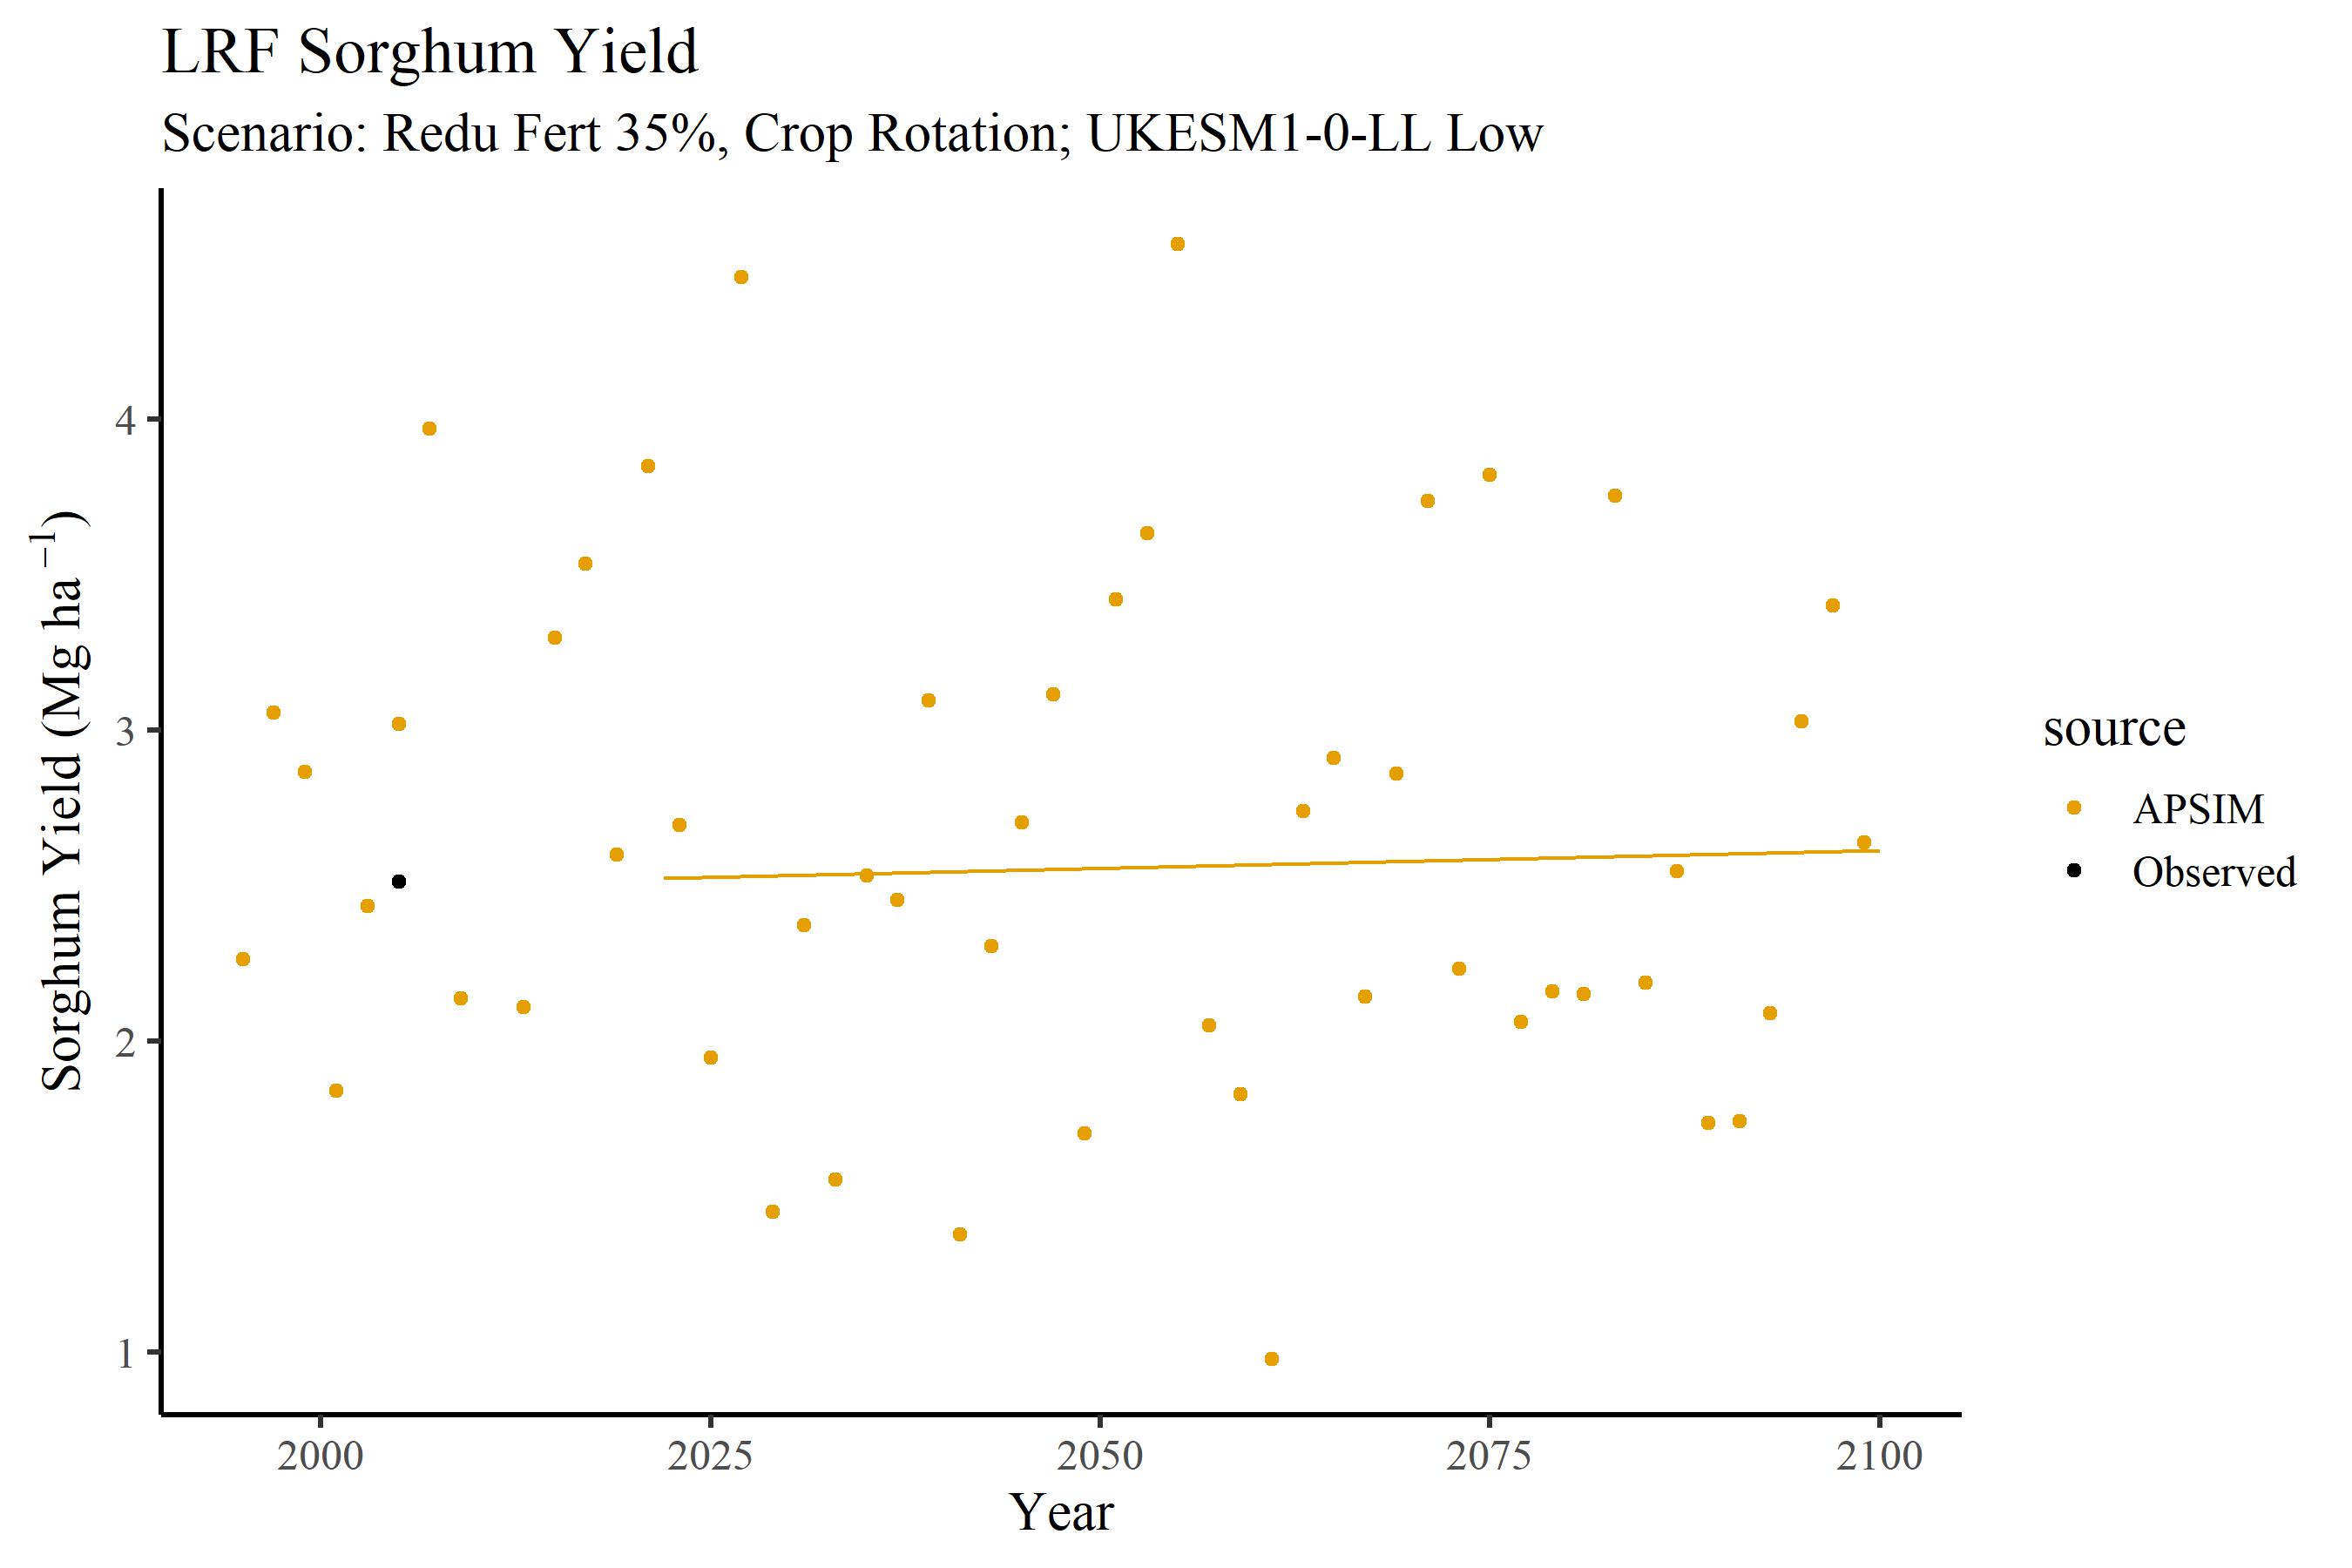 LRF Sorghum Yield
Scenario: Redu Fert 35%, Crop Rotation; UKESM1-0-LL Low
Sorghum Yield (Mg ha −1)
4
3
2
1
2000
2025
2050
2075
2100
Year
source
APSIM
Observed